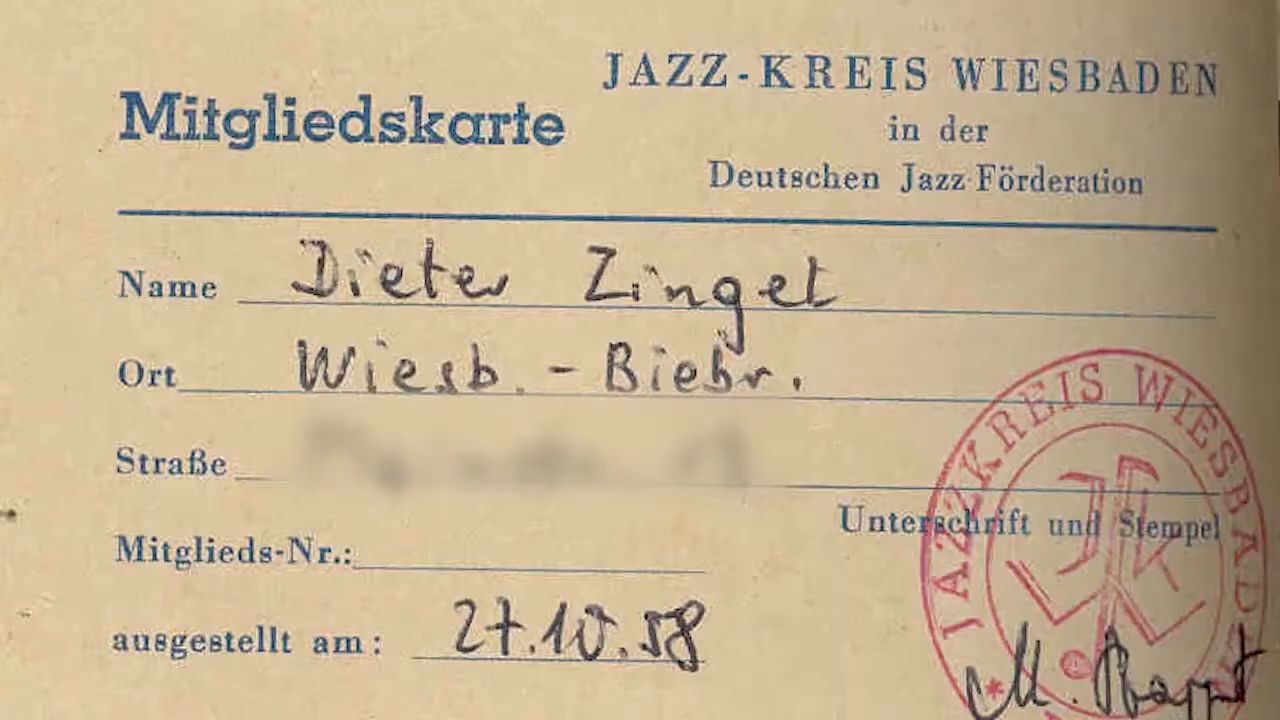 Mitgliedskarte
JAZZ-KREIS WIESBADEN
in der
Deutschen Jazz-Förderation
Name Dieter Zingel
Ort Wiesb. - Biebr.
Straße
Unterschrift und Stempel
Mitglieds-Nr.:
ausgestellt am: 27.10.58
JAZZKREIS WIESBADEN
JK
M.